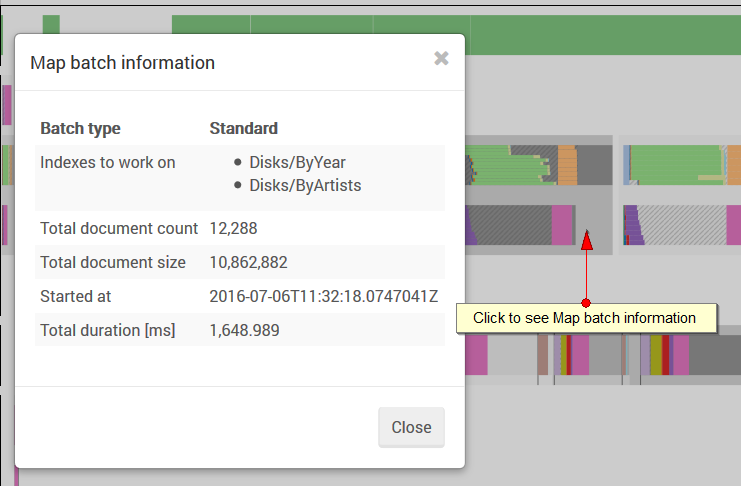 Map batch information
×
Batch type Standard
Indexes to work on • Disks/ByYear
• Disks/ByArtists
Total document count 12,288
Total document size 10,862,882
Started at 2016-07-06T11:32:18.0747041Z
Total duration [ms] 1,648.989
Click to see Map batch information
Close